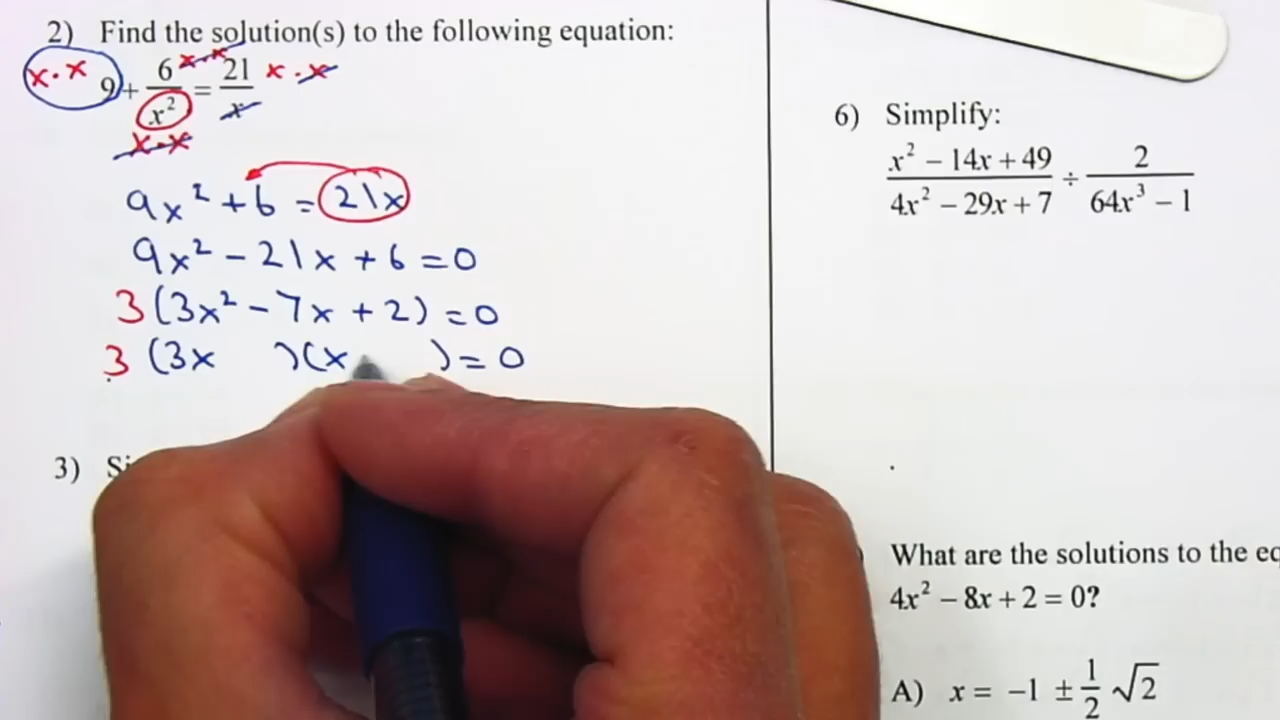 2) Find the solution(s) to the following equation:
x · x 9 + 6/x² x · x = 21/x x · x
x · x
9x² + 6 = 21x
9x² - 21x + 6 = 0
3(3x² - 7x + 2) = 0
3(3x )(x ) = 0
3)
6) Simplify:
x² - 14x + 49 / 4x² - 29x + 7 ÷ 2 / 64x³ - 1
What are the solutions to the
4x² - 8x + 2 = 0?
A) x = -1 ± 1/2 √2